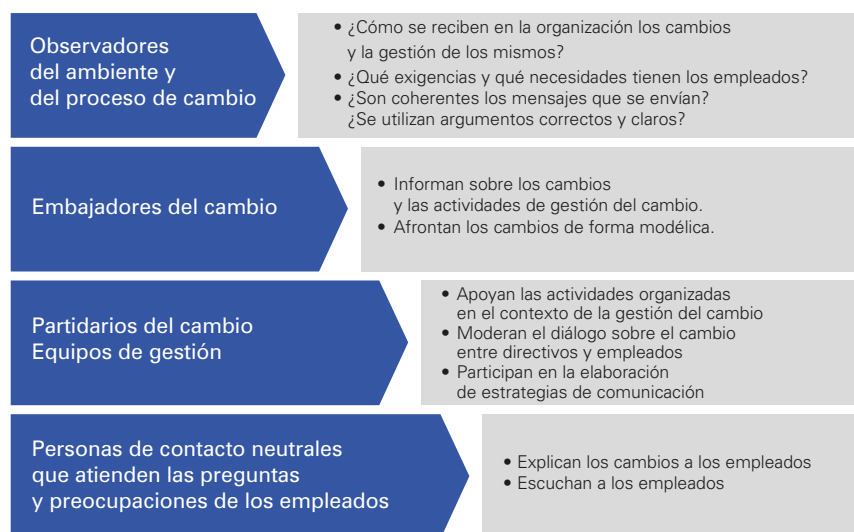 Observadores
del ambiente y
del proceso de cambio
• ¿Cómo se reciben en la organización los cambios
y la gestión de los mismos?
• ¿Qué exigencias y qué necesidades tienen los empleados?
• ¿Son coherentes los mensajes que se envían?
¿Se utilizan argumentos correctos y claros?
Embajadores del cambio
• Informan sobre los cambios
y las actividades de gestión del cambio.
• Afrontan los cambios de forma modélica.
Partidarios del cambio
Equipos de gestión
• Apoyan las actividades organizadas
en el contexto de la gestión del cambio
• Moderan el diálogo sobre el cambio
entre directivos y empleados
• Participan en la elaboración
de estrategias de comunicación
Personas de contacto neutrales
que atienden las preguntas
y preocupaciones de los empleados
• Explican los cambios a los empleados
• Escuchan a los empleados